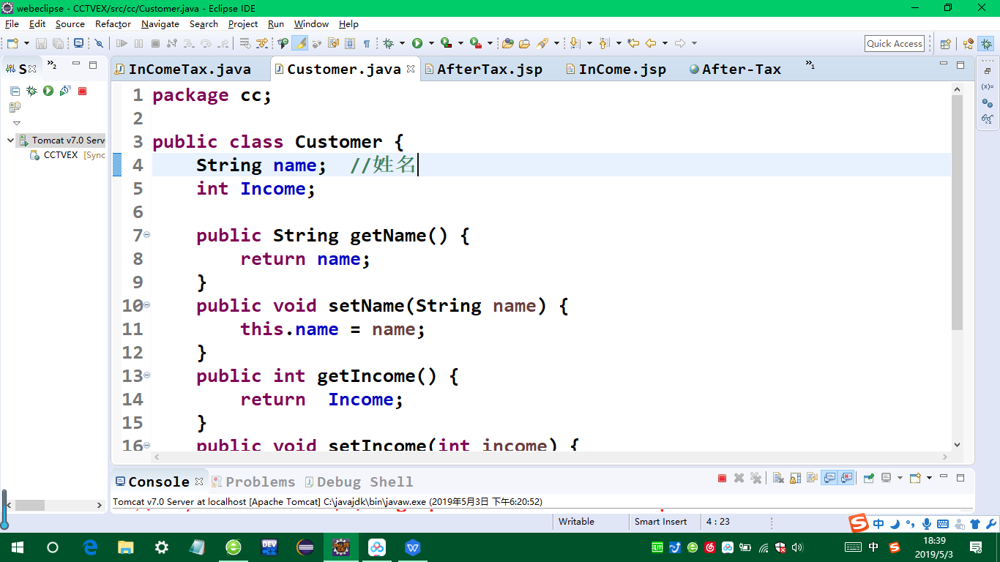 webeclipse - CCTVEX/src/cc/Customer.java - Eclipse IDE
File Edit Source Refactor Navigate Search Project Run Window Help
Quick Access
S »2
InComeTax.java Customer.java AfterTax.jsp InCome.jsp After-Tax »1
Tomcat v7.0 Serv
CCTVEX [Sync
1 package cc;
2
3 public class Customer {
4 String name; //姓名
5 int Income;
6
7 public String getName() {
8 return name;
9 }
10 public void setName(String name) {
11 this.name = name;
12 }
13 public int getIncome() {
14 return Income;
15 }
16 public void setIncome(int income) {
Console Problems Debug Shell
Tomcat v7.0 Server at localhost [Apache Tomcat] C:\javajdk\bin\javaw.exe (2019年5月3日 下午6:20:52)
Writable Smart Insert 4 : 23
中
DEV
中
18:39
2019/5/3